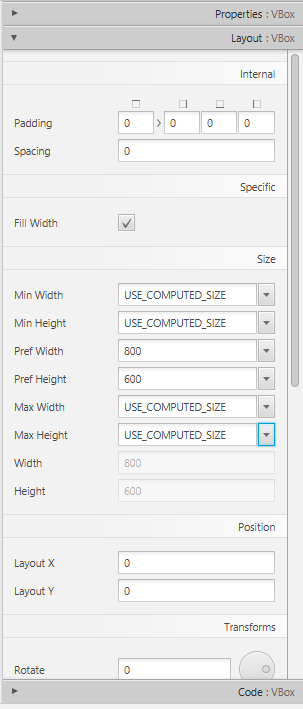 Properties : VBox
Layout : VBox
Internal
Padding 0 0 0 0
Spacing 0
Specific
Fill Width
Size
Min Width USE_COMPUTED_SIZE
Min Height USE_COMPUTED_SIZE
Pref Width 800
Pref Height 600
Max Width USE_COMPUTED_SIZE
Max Height USE_COMPUTED_SIZE
Width 800
Height 600
Position
Layout X 0
Layout Y 0
Transforms
Rotate 0
Code : VBox